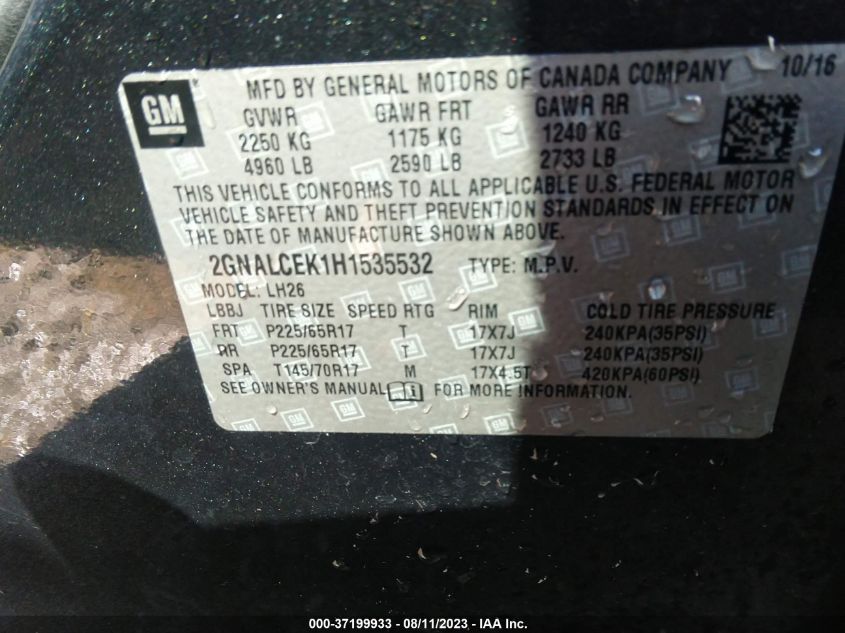 GM
MFD BY GENERAL MOTORS OF CANADA COMPANY 10/16
GVWR GAWR FRT GAWR RR
2250 KG 1175 KG 1240 KG
4960 LB 2590 LB 2733 LB
THIS VEHICLE CONFORMS TO ALL APPLICABLE U.S. FEDERAL MOTOR
VEHICLE SAFETY AND THEFT PREVENTION STANDARDS IN EFFECT ON
THE DATE OF MANUFACTURE SHOWN ABOVE.
2GNALCEK1H1535532 TYPE: M.P.V.
MODEL: LH26
LBBJ TIRE SIZE SPEED RTG RIM COLD TIRE PRESSURE
FRT P225/65R17 T 17X7J 240KPA(35PSI)
RR P225/65R17 T 17X7J 240KPA(35PSI)
SPA T145/70R17 M 17X4.5T 420KPA(60PSI)
SEE OWNER'S MANUAL FOR MORE INFORMATION.
000-37199933 - 08/11/2023 - IAA Inc.